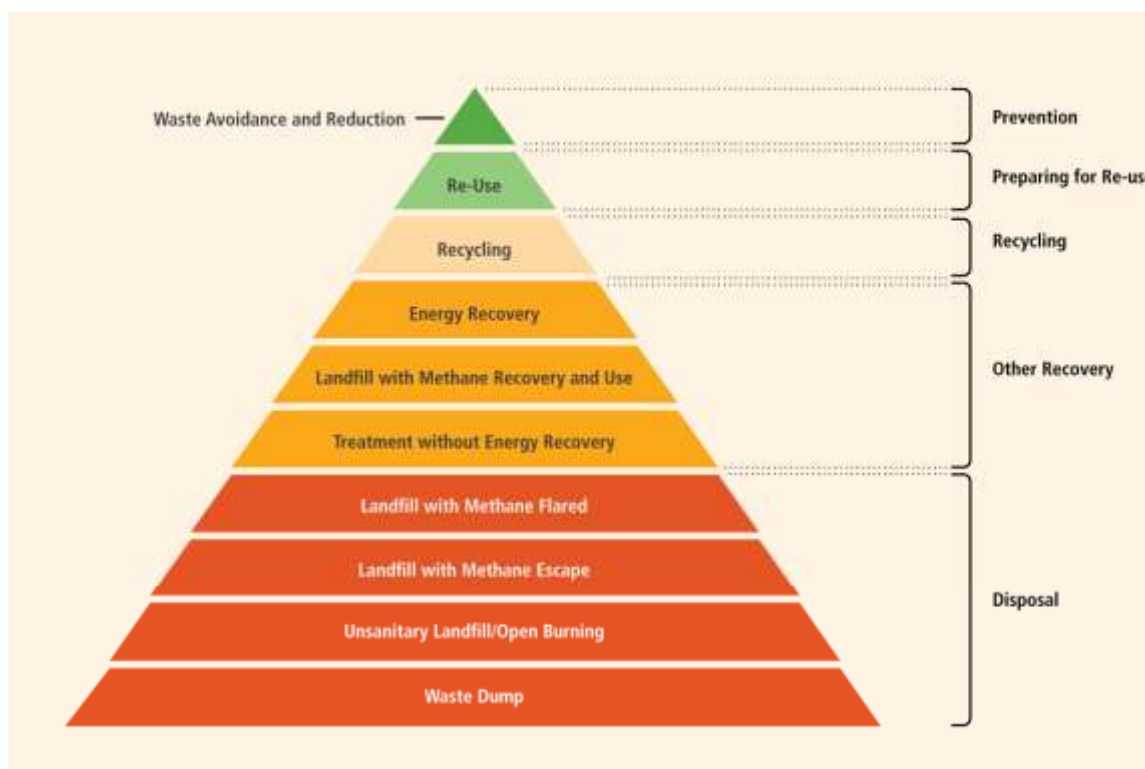 Waste Avoidance and Reduction
Prevention
Re-Use
Preparing for Re-us
Recycling
Recycling
Energy Recovery
Landfill with Methane Recovery and Use
Other Recovery
Treatment without Energy Recovery
Landfill with Methane Flared
Landfill with Methane Escape
Disposal
Unsanitary Landfill/Open Burning
Waste Dump